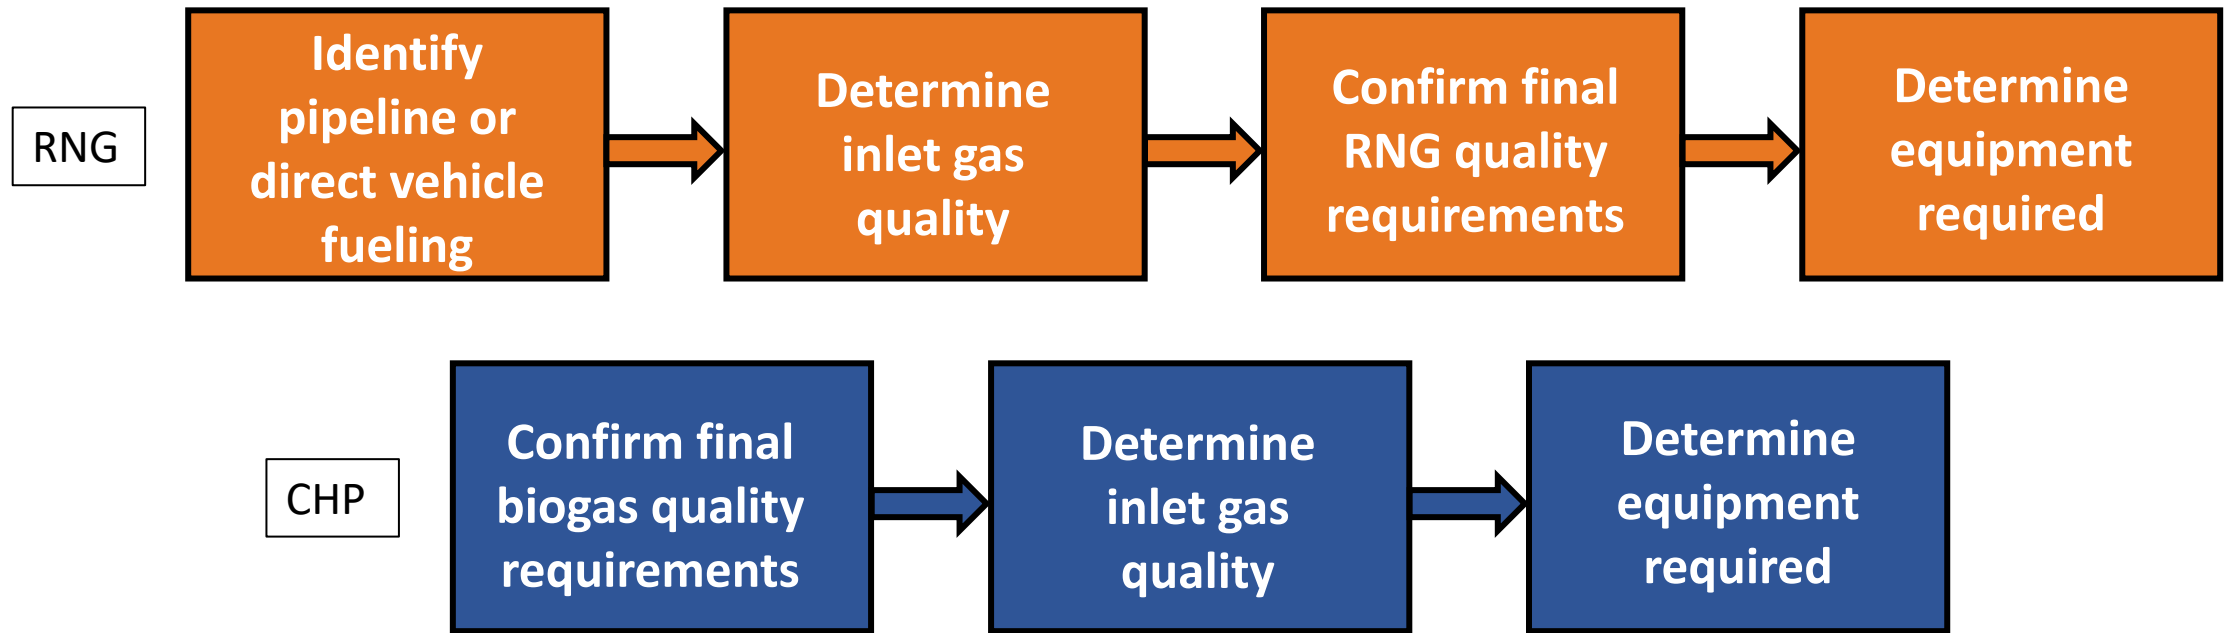 RNG
Identify
pipeline or
direct vehicle
fueling
Determine
inlet gas
quality
Confirm final
RNG quality
requirements
Determine
equipment
required
CHP
Confirm final
biogas quality
requirements
Determine
inlet gas
quality
Determine
equipment
required